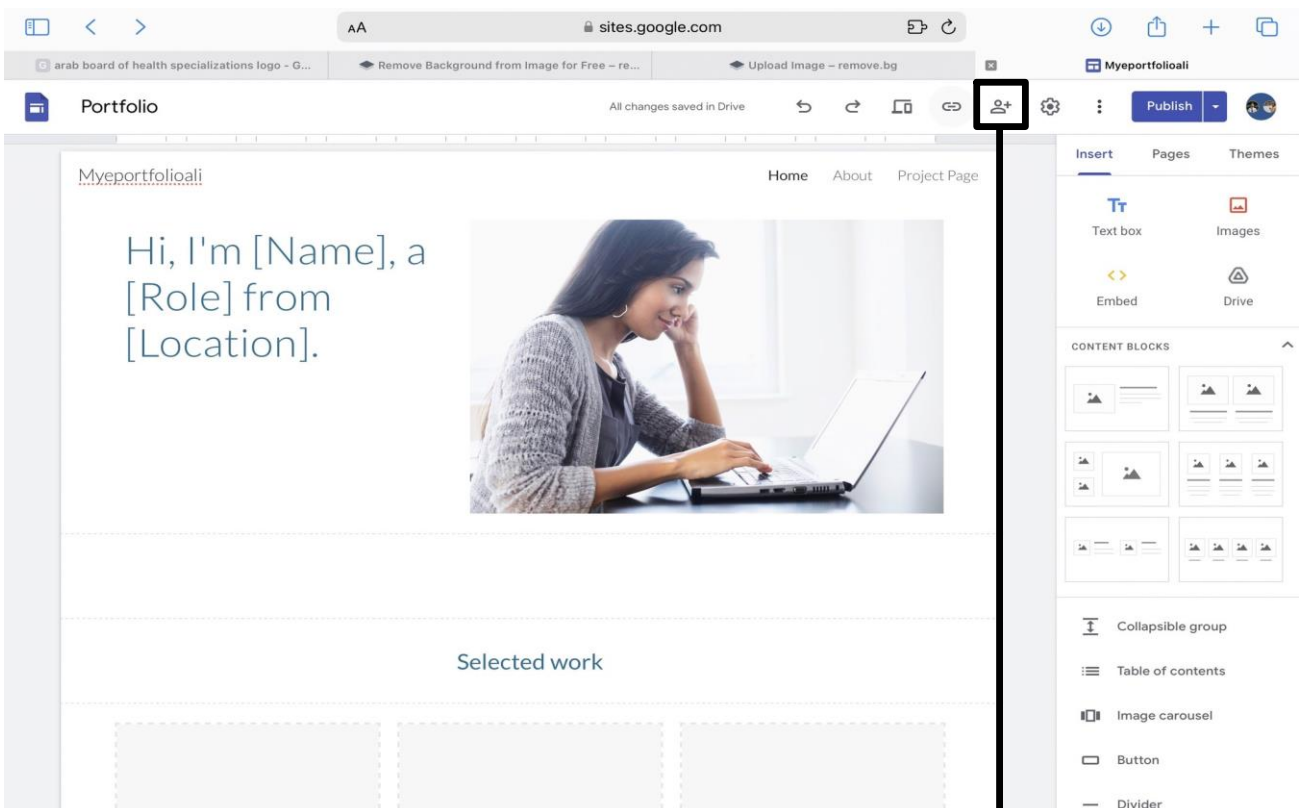 AA
sites.google.com
arab board of health specializations logo - G...
Remove Background from Image for Free – re...
Upload Image – remove.bg
Myeportfolioali
Portfolio
All changes saved in Drive
Publish
Insert
Pages
Themes
Myeportfolioali
Home
About
Project Page
Hi, I'm [Name], a
[Role] from
[Location].
Tт
Text box
Images
Embed
Drive
CONTENT BLOCKS
Collapsible group
Table of contents
Image carousel
Button
Divider
Selected work